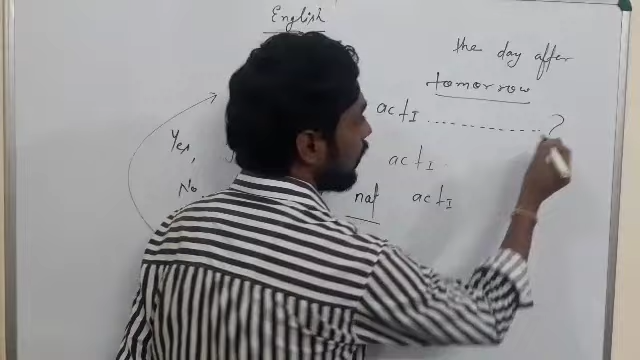 English
the day after
tomorrow
act I ..................?
Yes, act I.
No not act I